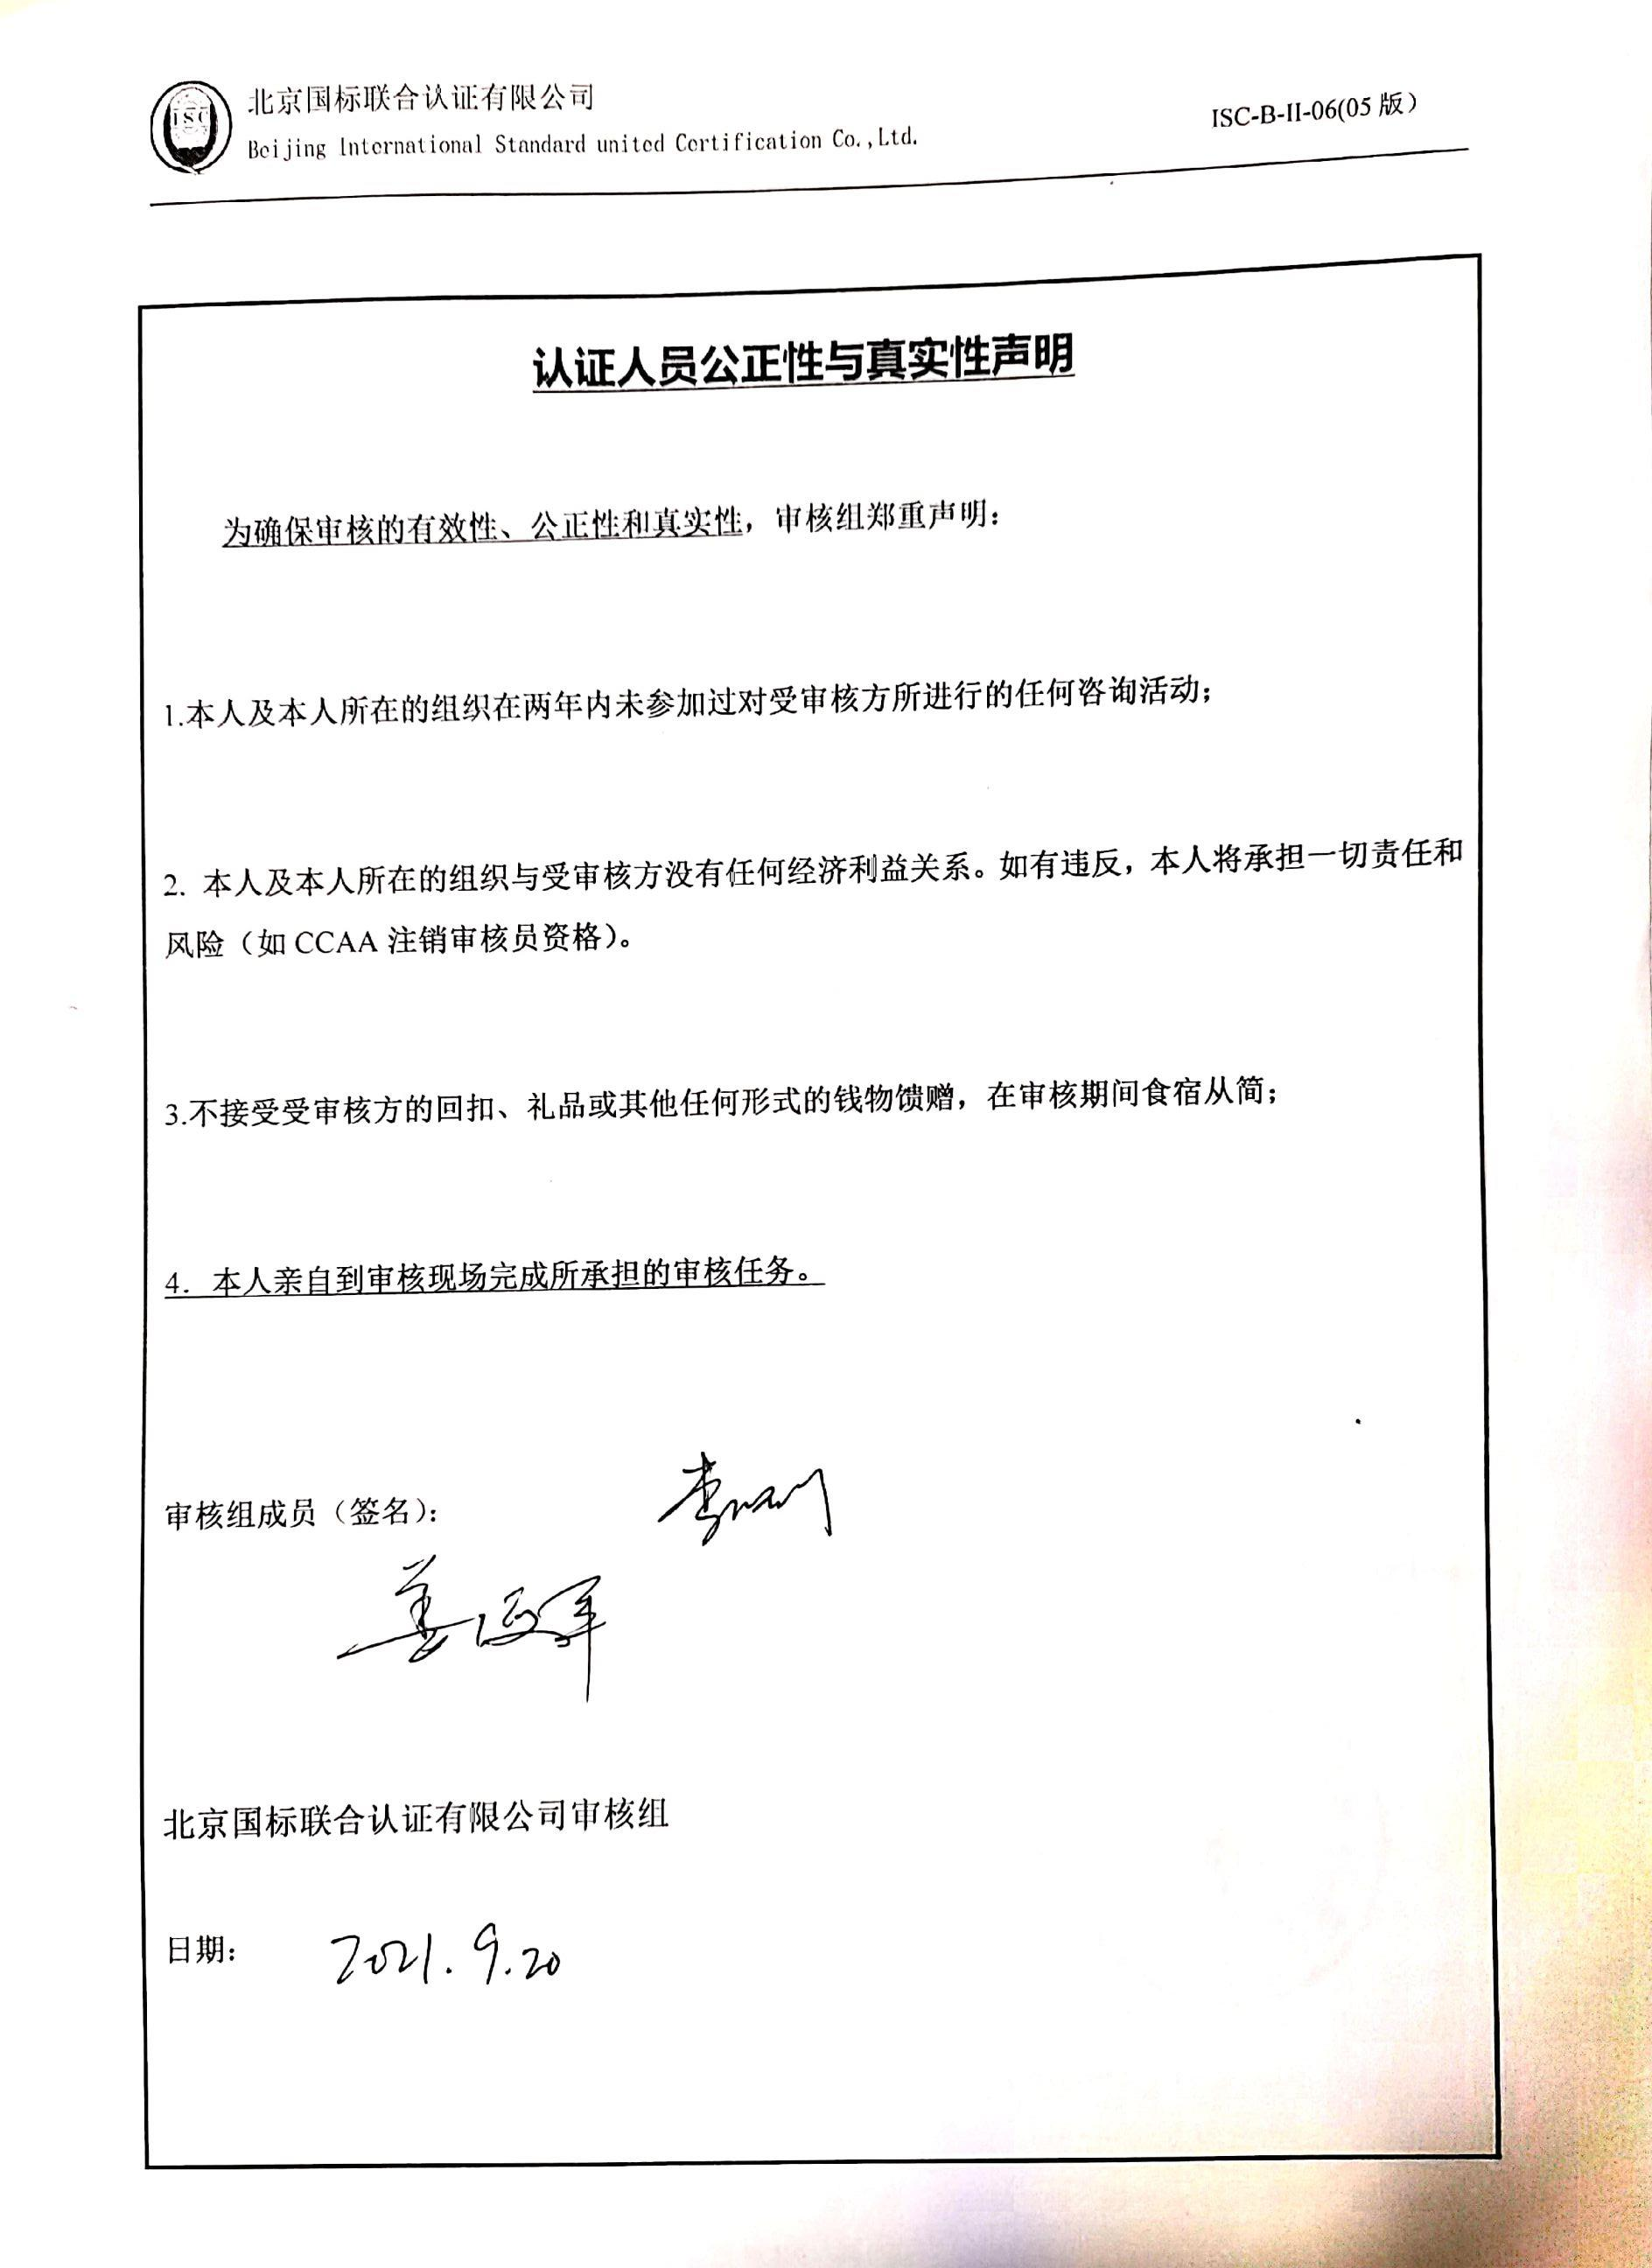 ISC
北京国标联合认证有限公司
Beijing International Standard united Certification Co.,Ltd.
ISC-B-II-06(05 版)
认证人员公正性与真实性声明
为确保审核的有效性、公正性和真实性，审核组郑重声明：
1.本人及本人所在的组织在两年内未参加过对受审核方所进行的任何咨询活动；
2. 本人及本人所在的组织与受审核方没有任何经济利益关系。如有违反，本人将承担一切责任和
风险（如 CCAA 注销审核员资格）。
3.不接受受审核方的回扣、礼品或其他任何形式的钱物馈赠，在审核期间食宿从简；
4. 本人亲自到审核现场完成所承担的审核任务。
审核组成员（签名）：
北京国标联合认证有限公司审核组
日期： 2021.9.20